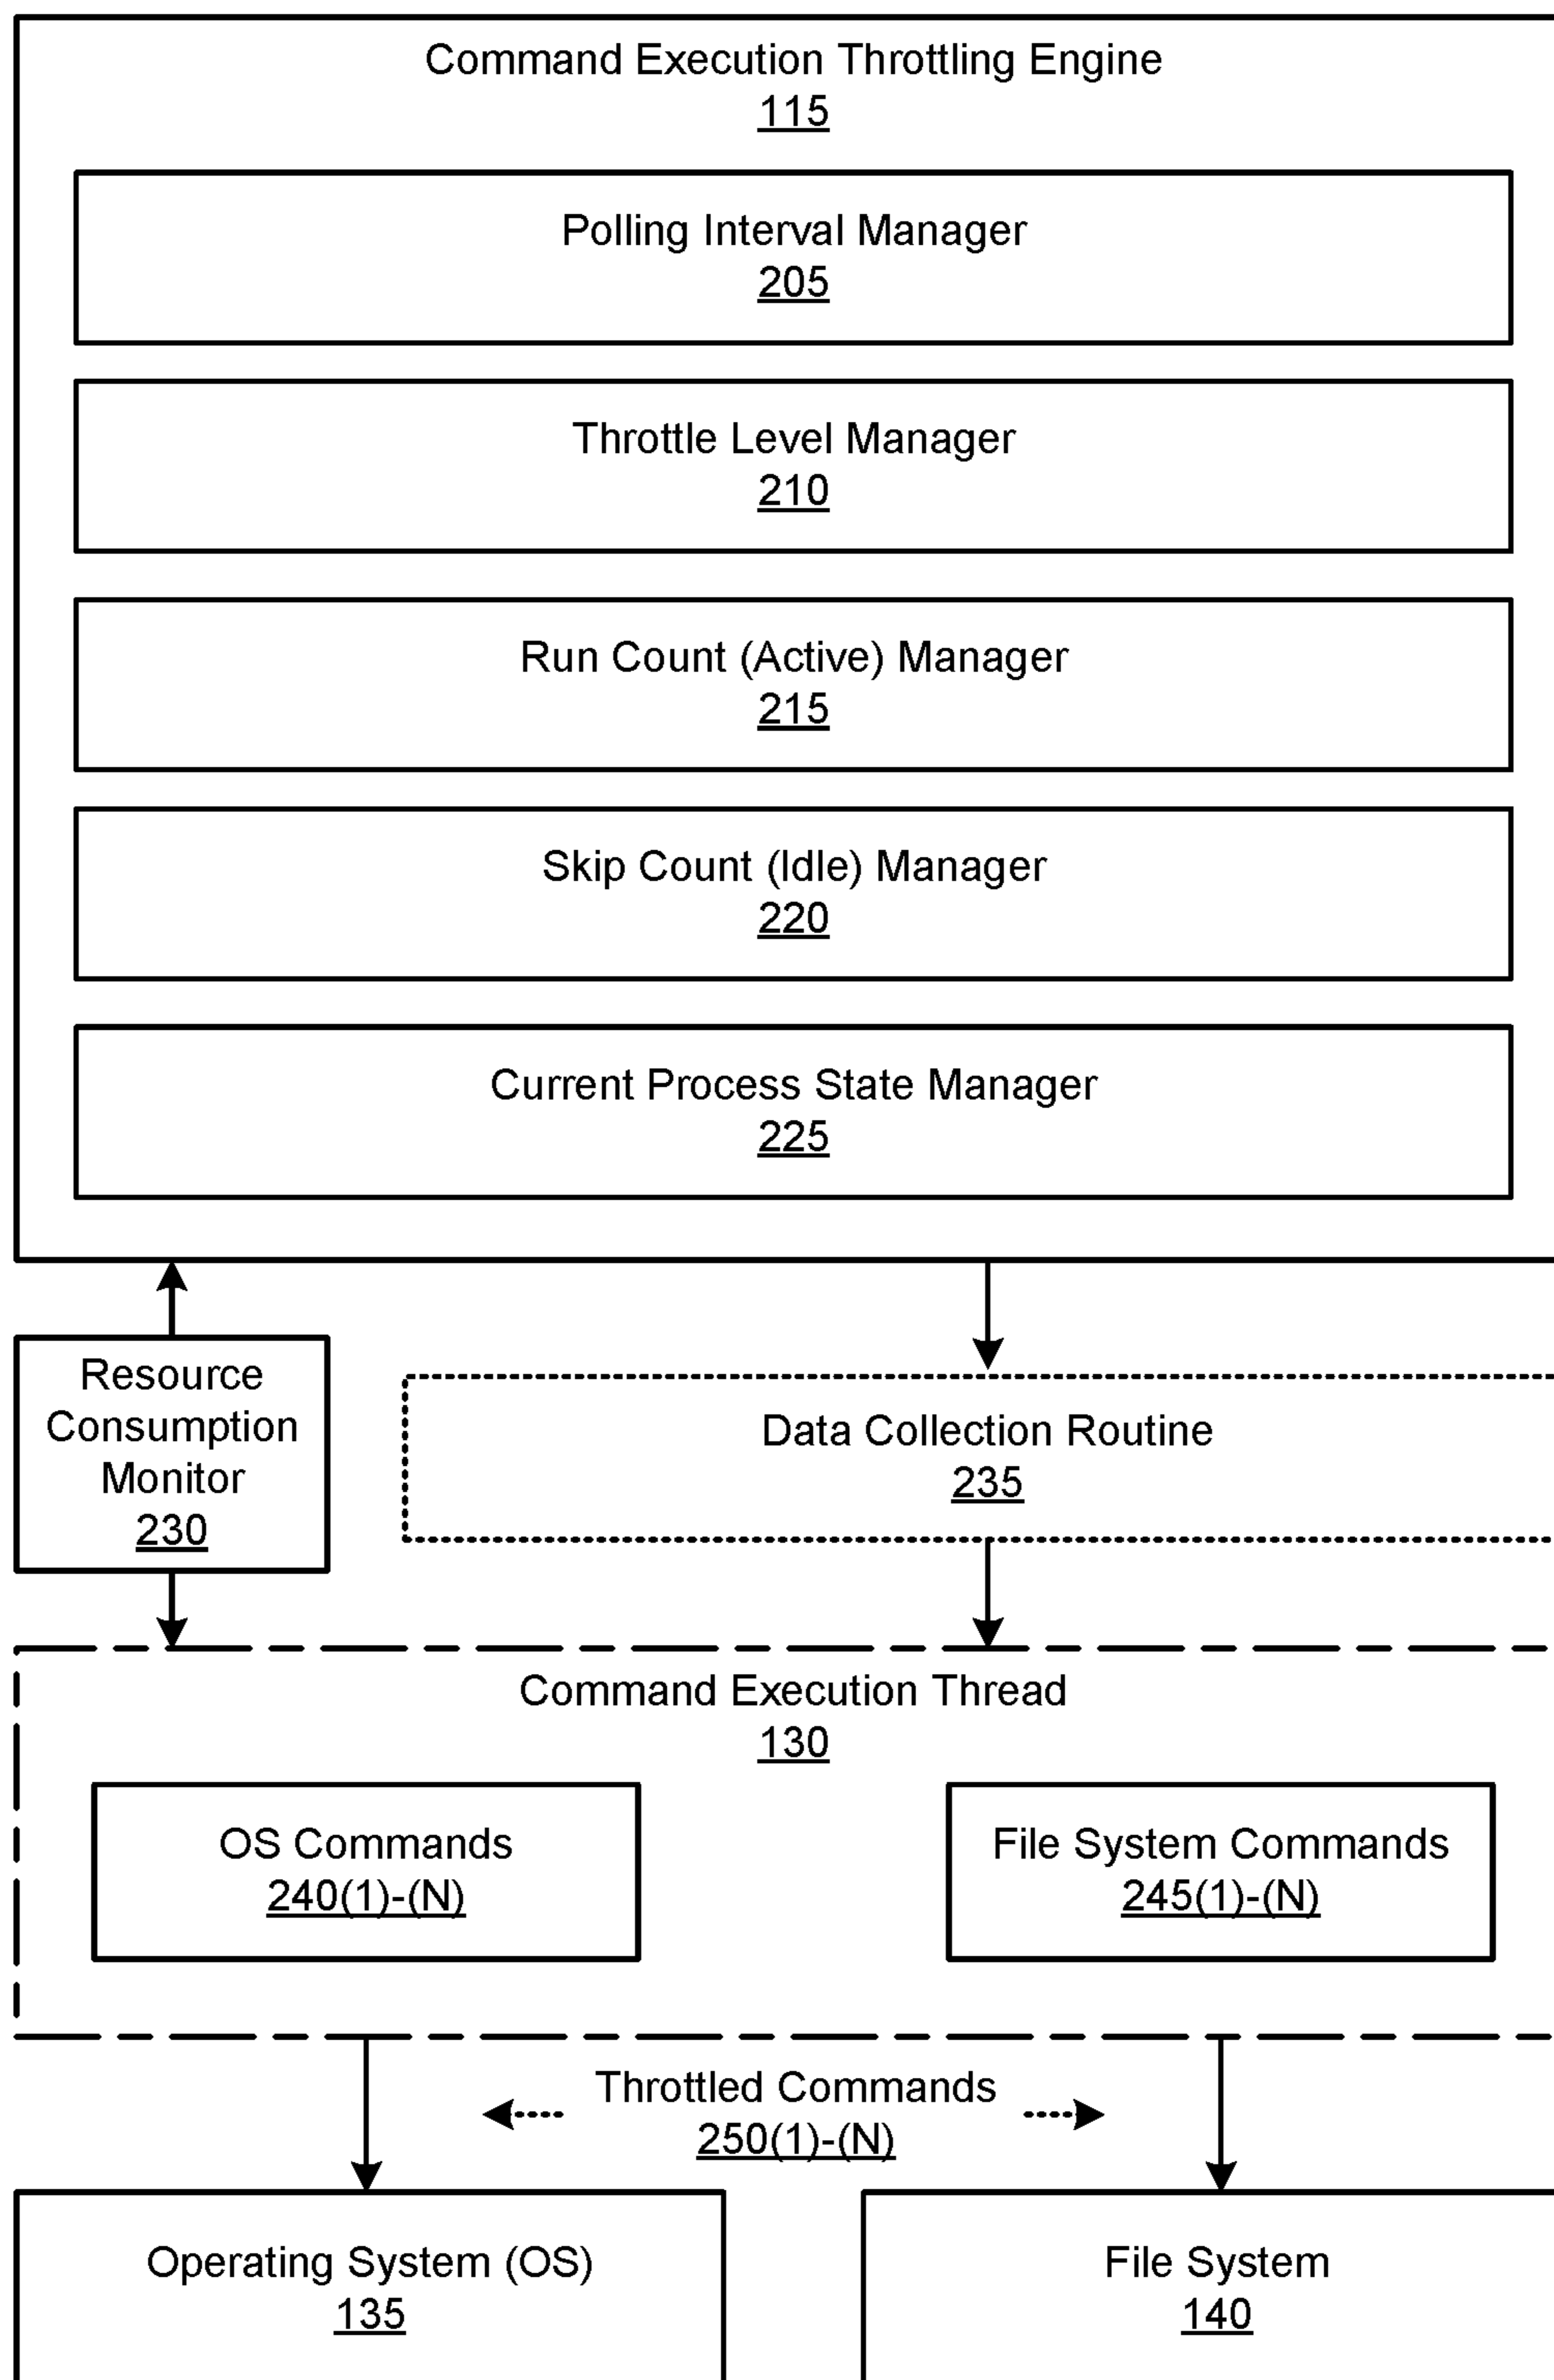 Command Execution Throttling Engine
115
Polling Interval Manager
205
Throttle Level Manager
210
Run Count (Active) Manager
215
Skip Count (Idle) Manager
220
Current Process State Manager
225
Resource
Consumption
Monitor
230
Data Collection Routine
235
Command Execution Thread
130
OS Commands
240(1)-(N)
File System Commands
245(1)-(N)
Throttled Commands
250(1)-(N)
Operating System (OS)
135
File System
140